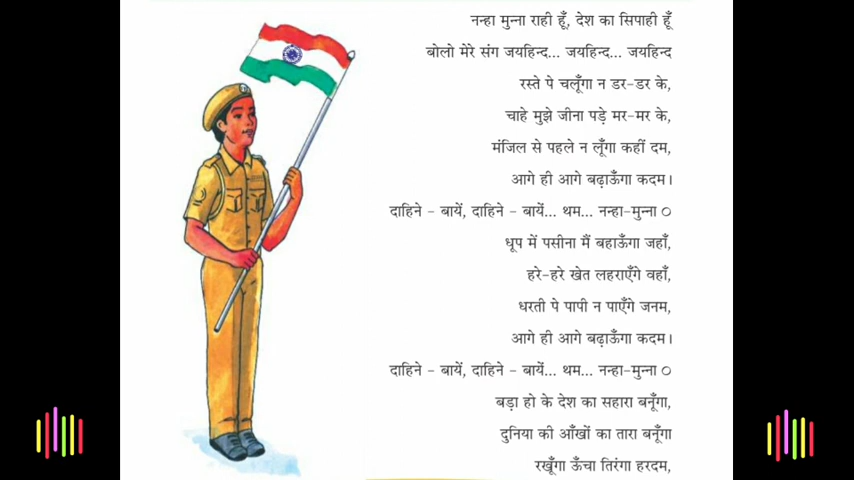 नन्हा मुन्ना राही हूँ, देश का सिपाही हूँ
बोलो मेरे संग जयहिन्द... जयहिन्द... जयहिन्द
रस्ते पे चलूँगा न डर-डर के,
चाहे मुझे जीना पड़े मर-मर के,
मंजिल से पहले न लूँगा कहीं दम,
आगे ही आगे बढ़ाऊँगा कदम।
दाहिने - बायें, दाहिने - बायें... थम... नन्हा-मुन्ना ०
धूप में पसीना मैं बहाऊँगा जहाँ,
हरे-हरे खेत लहराएँगे वहाँ,
धरती पे पापी न पाएँगे जनम,
आगे ही आगे बढ़ाऊँगा कदम।
दाहिने - बायें, दाहिने - बायें... थम... नन्हा-मुन्ना ०
बड़ा हो के देश का सहारा बनूँगा,
दुनिया की आँखों का तारा बनूँगा
रखूँगा ऊँचा तिरंगा हरदम,